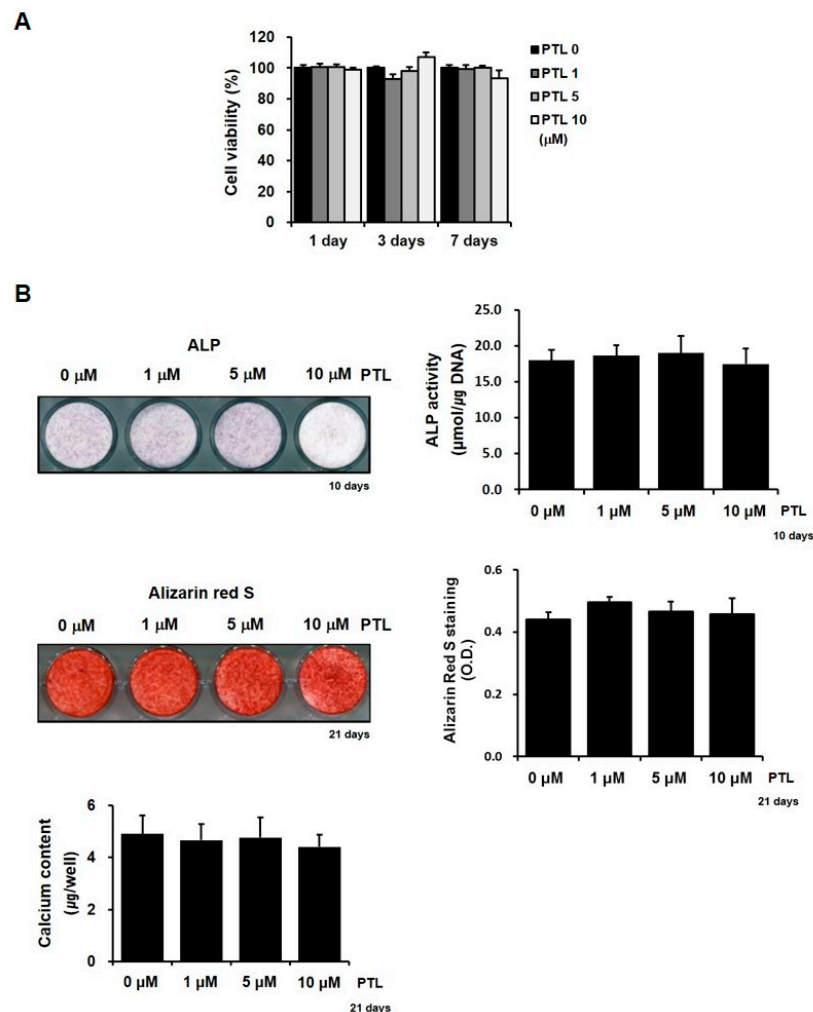 A
Cell viability (%)
120
100
80
60
40
20
0
1 day 3 days 7 days
PTL 0
PTL 1
PTL 5
PTL 10
(μM)
B
ALP
0 μM 1 μM 5 μM 10 μM PTL
10 days
ALP activity
(μmol/μg DNA)
25.0
20.0
15.0
10.0
5.0
0.0
0 μM 1 μM 5 μM 10 μM PTL
10 days
Alizarin red S
0 μM 1 μM 5 μM 10 μM PTL
21 days
Alizarin Red S staining
(O.D.)
0.6
0.4
0.2
0.0
0 μM 1 μM 5 μM 10 μM PTL
21 days
Calcium content
(μg/well)
6
4
2
0
0 μM 1 μM 5 μM 10 μM PTL
21 days